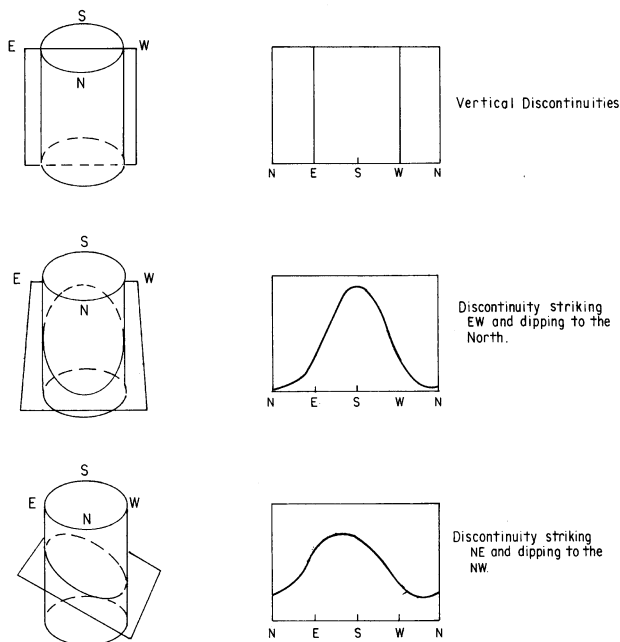 S
E W
N
N E S W N
Vertical Discontinuities
S
E W
N
N E S W N
Discontinuity striking
EW and dipping to the
North.
S
E W
N
N E S W N
Discontinuity striking
NE and dipping to the
NW.